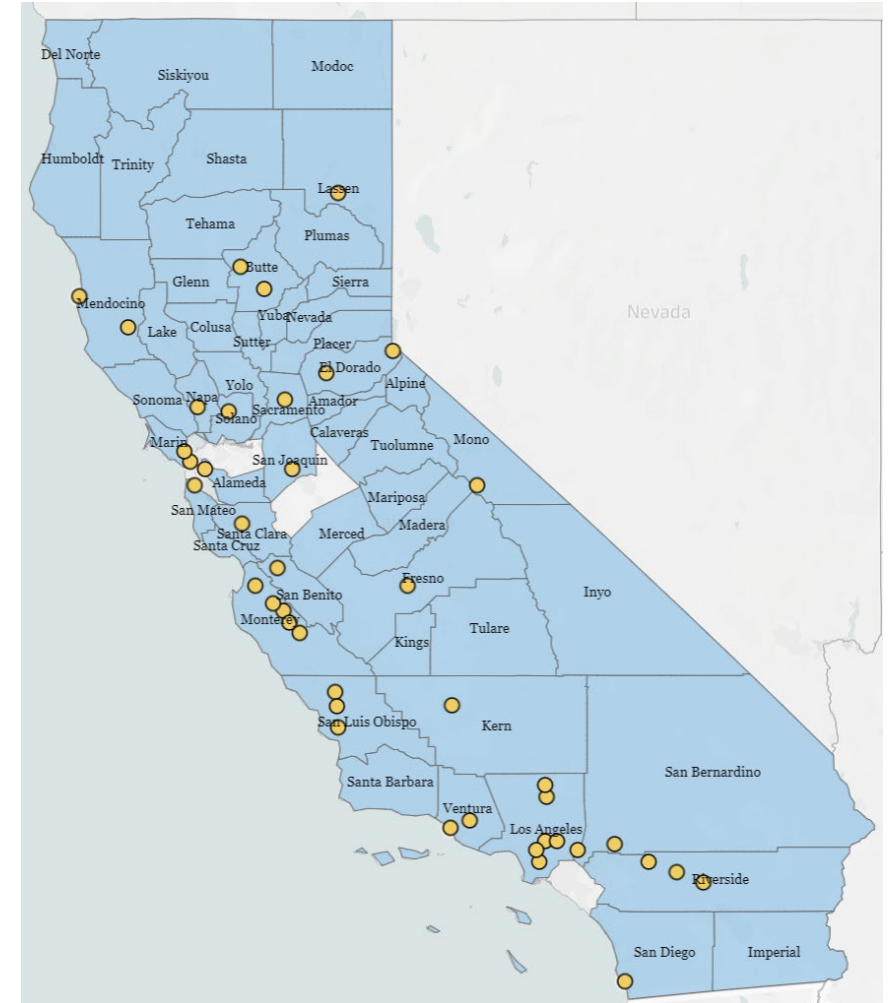 Del Norte
Siskiyou
Modoc
Humboldt
Trinity
Shasta
Lassen
Tehama
Plumas
Butte
Glenn
Sierra
Mendocino
Lake
Colusa
Yuba
Nevada
Nevada
Sutter
Placer
El Dorado
Yolo
Alpine
Sonoma
Napa
Solano
Sacramento
Amador
Calaveras
Marin
Tuolumne
Mono
San Joaquin
Alameda
Mariposa
San Mateo
Madera
Santa Clara
Merced
Santa Cruz
Fresno
San Benito
Inyo
Monterey
Tulare
Kings
San Luis Obispo
Kern
San Bernardino
Santa Barbara
Ventura
Los Angeles
Riverside
San Diego
Imperial